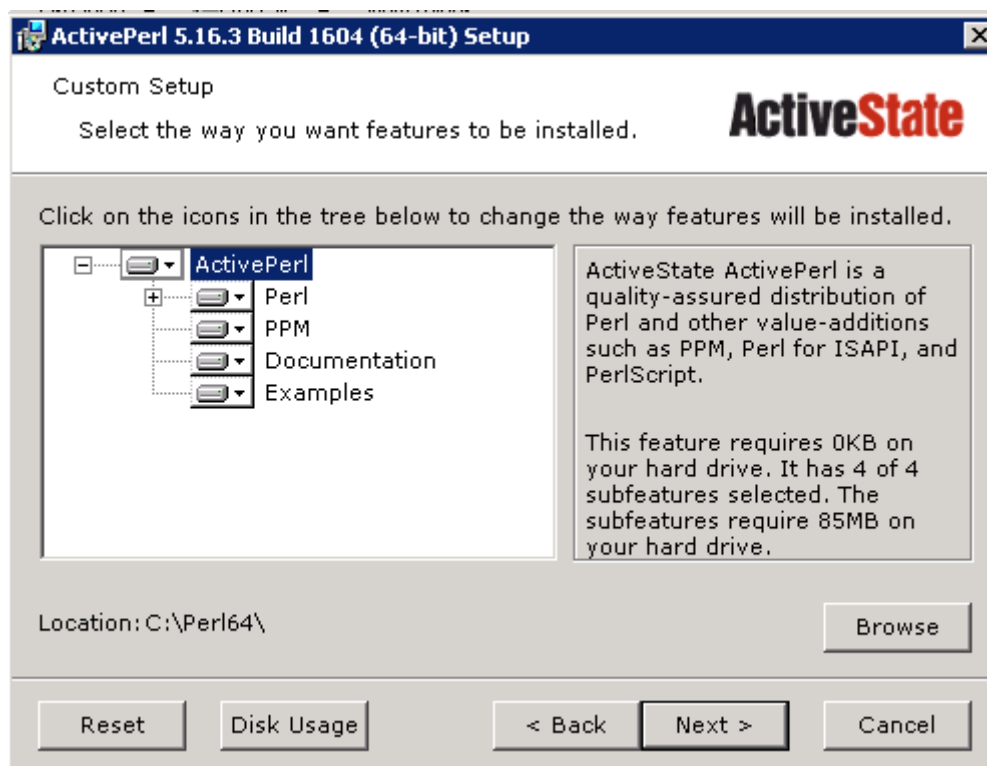 ActivePerl 5.16.3 Build 1604 (64-bit) Setup
Custom Setup
Select the way you want features to be installed.
ActiveState
Click on the icons in the tree below to change the way features will be installed.
ActivePerl
Perl
PPM
Documentation
Examples
ActiveState ActivePerl is a
quality-assured distribution of
Perl and other value-additions
such as PPM, Perl for ISAPI, and
PerlScript.
This feature requires 0KB on
your hard drive. It has 4 of 4
subfeatures selected. The
subfeatures require 85MB on
your hard drive.
Location: C:\Perl64\
Browse
Reset
Disk Usage
< Back
Next >
Cancel